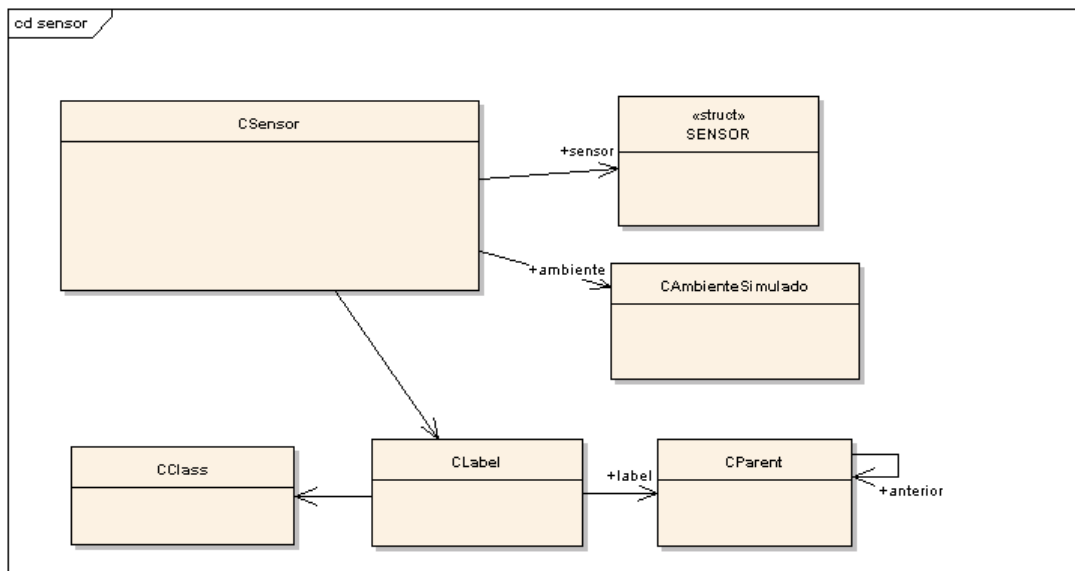 cd sensor
CSensor
«struct»
SENSOR
+sensor
+ambiente
CAmbienteSimulado
CClass
CLabel
+label
CParent
+anterior